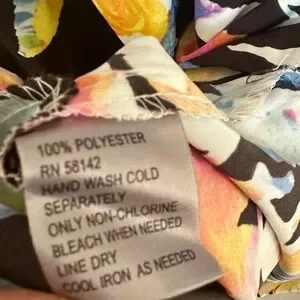 100% POLYESTER
RN 58142
HAND WASH COLD
SEPARATELY
ONLY NON-CHLORINE
BLEACH WHEN NEEDED
LINE DRY
COOL IRON AS NEEDED